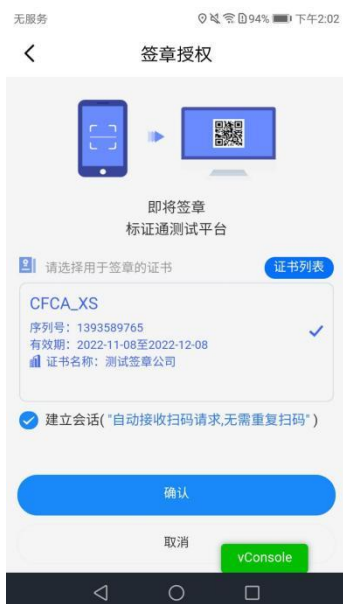 无服务 94% 下午2:02
签章授权
即将签章
标证通测试平台
请选择用于签章的证书 证书列表
CFCA_XS
序列号：1393589765
有效期：2022-11-08至2022-12-08
证书名称：测试签章公司
建立会话("自动接收扫码请求,无需重复扫码")
确认
取消
vConsole